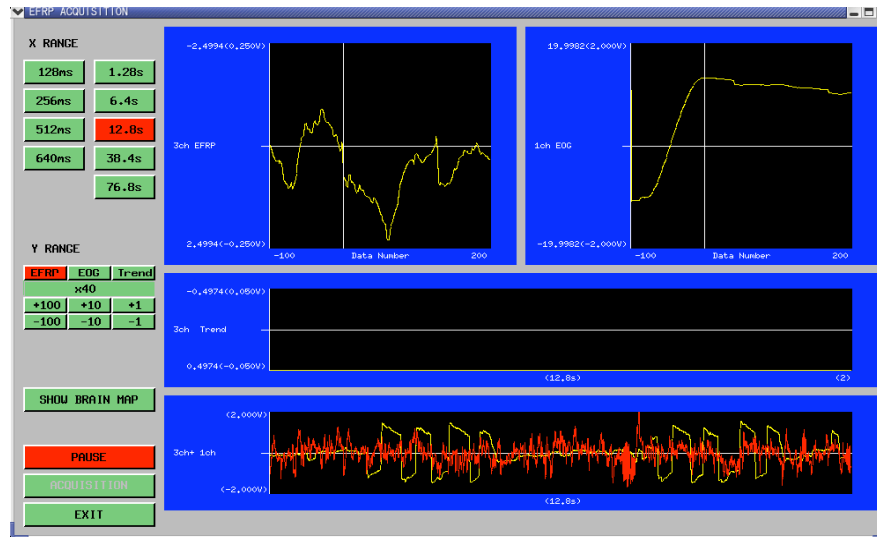 EFRP ACQUISITION
X RANGE
128ms 1.28s
256ms 6.4s
512ms 12.8s
640ms 38.4s
76.8s
Y RANGE
EFRP EOG Trend
x40
+100 +10 +1
-100 -10 -1
SHOW BRAIN MAP
PAUSE
ACQUISITION
EXIT
-2.4994(0.250V)
3ch EFRP
2.4994(-0.250V)
-100 Data Number 200
19.9982(2.000V)
1ch EOG
-19.9982(-2.000V)
-100 Data Number 200
-0.4974(0.050V)
3ch Trend
0.4974(-0.050V)
(12.8s) (2)
(2.000V)
3ch+ 1ch
(-2.000V)
(12.8s)